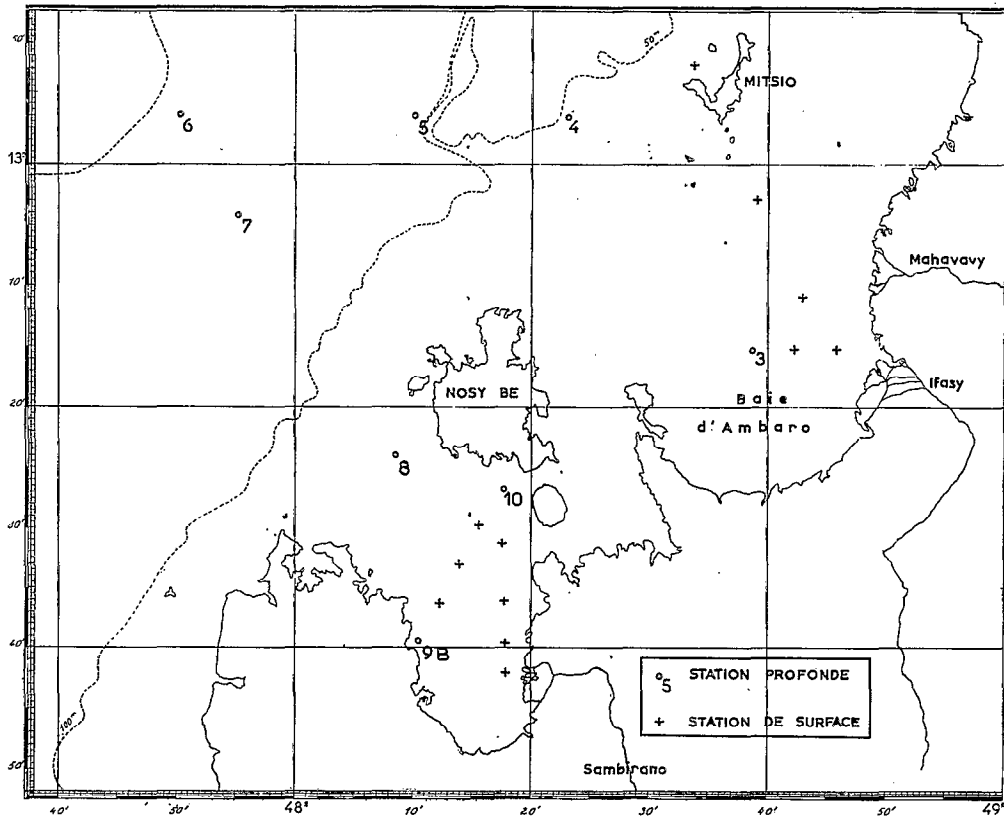 50'
50m
MITSIO
6
5
4
13°
7
Mahavavy
10'
3
NOSY BE
Ifasy
Baie
20'
d'Ambaro
8
10
30'
9B
40'
5 STATION PROFONDE
+ STATION DE SURFACE
100m
50'
Sambirano
40' 50' 48° 10' 20' 30' 40' 50' 49°